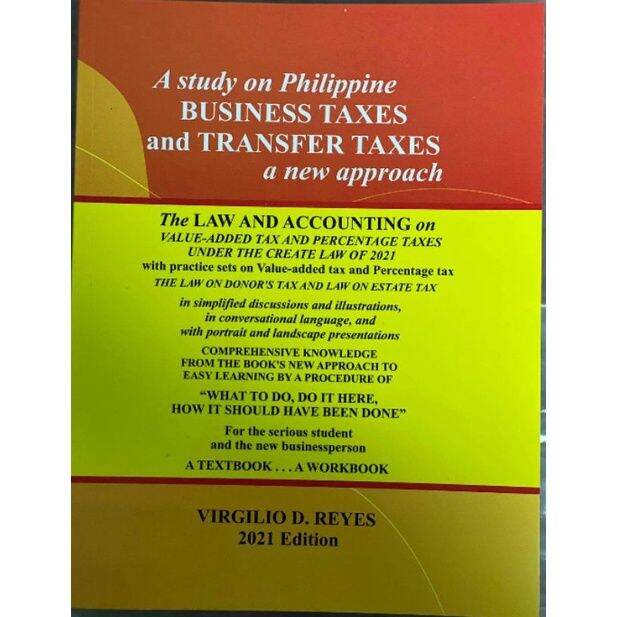 A study on Philippine
BUSINESS TAXES
and TRANSFER TAXES
a new approach
The LAW AND ACCOUNTING on
VALUE-ADDED TAX AND PERCENTAGE TAXES
UNDER THE CREATE LAW OF 2021
with practice sets on Value-added tax and Percentage tax
THE LAW ON DONOR'S TAX AND LAW ON ESTATE TAX
in simplified discussions and illustrations,
in conversational language, and
with portrait and landscape presentations
COMPREHENSIVE KNOWLEDGE
FROM THE BOOK'S NEW APPROACH TO
EASY LEARNING BY A PROCEDURE OF
“WHAT TO DO, DO IT HERE,
HOW IT SHOULD HAVE BEEN DONE”
For the serious student
and the new businessperson
A TEXTBOOK . . . A WORKBOOK
VIRGILIO D. REYES
2021 Edition